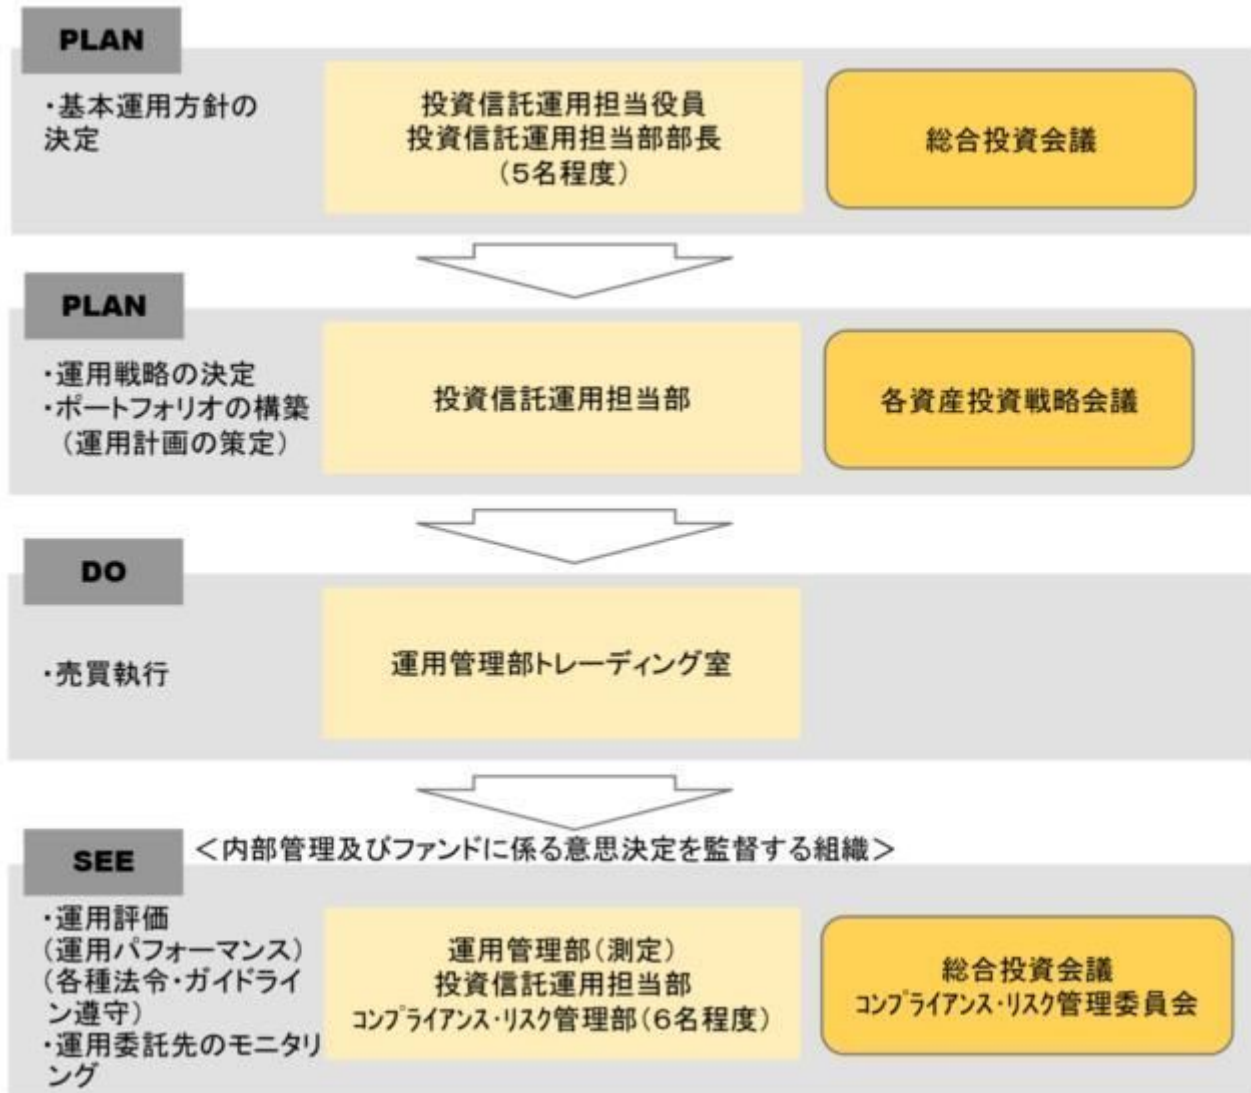 PLAN
・基本運用方針の
決定
投資信託運用担当役員
投資信託運用担当部部長
(5名程度)
総合投資会議
PLAN
・運用戦略の決定
・ポートフォリオの構築
(運用計画の策定)
投資信託運用担当部
各資産投資戦略会議
DO
・売買執行
運用管理部トレーディング室
SEE
<内部管理及びファンドに係る意思決定を監督する組織>
・運用評価
(運用パフォーマンス)
(各種法令・ガイドライ
ン遵守)
・運用委託先のモニタリ
ング
運用管理部(測定)
投資信託運用担当部
コンプライアンス・リスク管理部(6名程度)
総合投資会議
コンプライアンス・リスク管理委員会